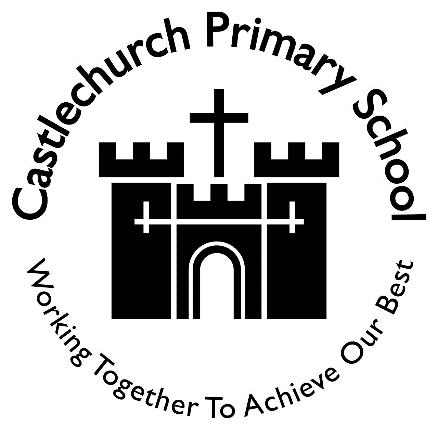 Castlechurch Primary School
Working Together To Achieve Our Best